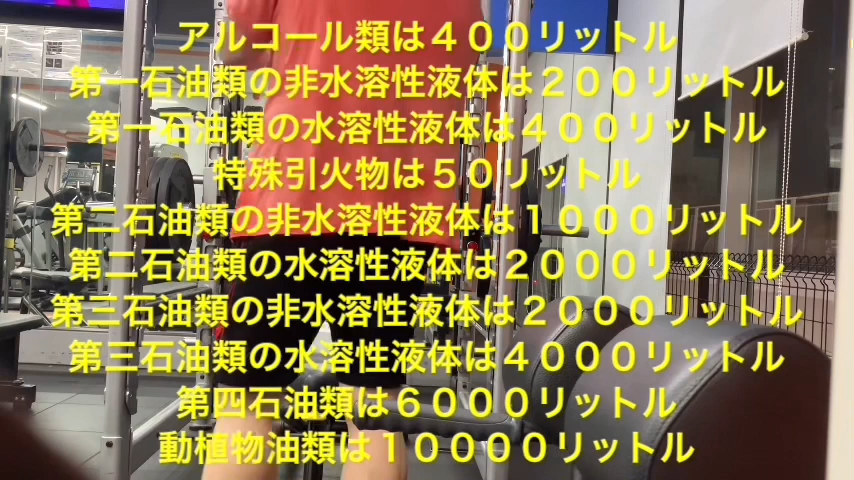 アルコール類は４００リットル
第一石油類の非水溶性液体は２００リットル
第一石油類の水溶性液体は４００リットル
特殊引火物は５０リットル
第二石油類の非水溶性液体は１０００リットル
第二石油類の水溶性液体は２０００リットル
第三石油類の非水溶性液体は２０００リットル
第三石油類の水溶性液体は４０００リットル
第四石油類は６０００リットル
動植物油類は１００００リットル